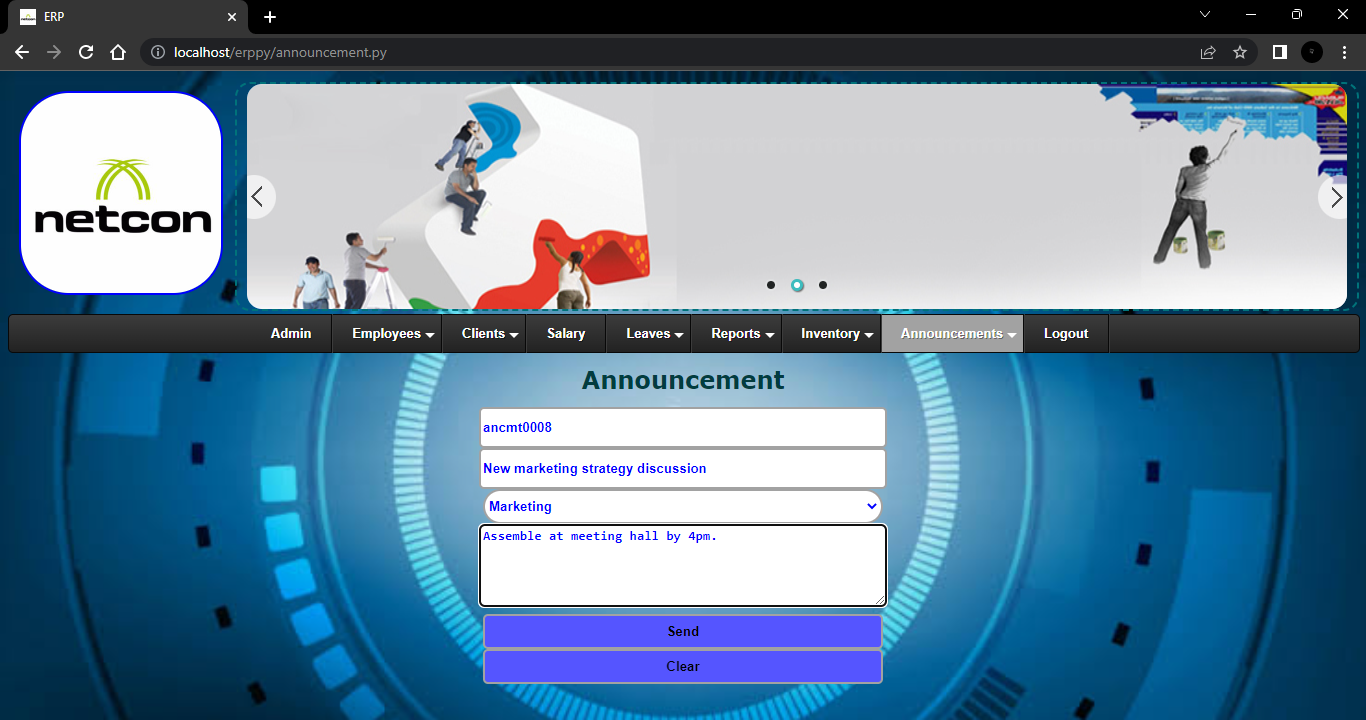 ERP
localhost/erppy/announcement.py
netcon
Admin Employees Clients Salary Leaves Reports Inventory Announcements Logout
Announcement
ancmt0008
New marketing strategy discussion
Marketing
Assemble at meeting hall by 4pm.
Send
Clear